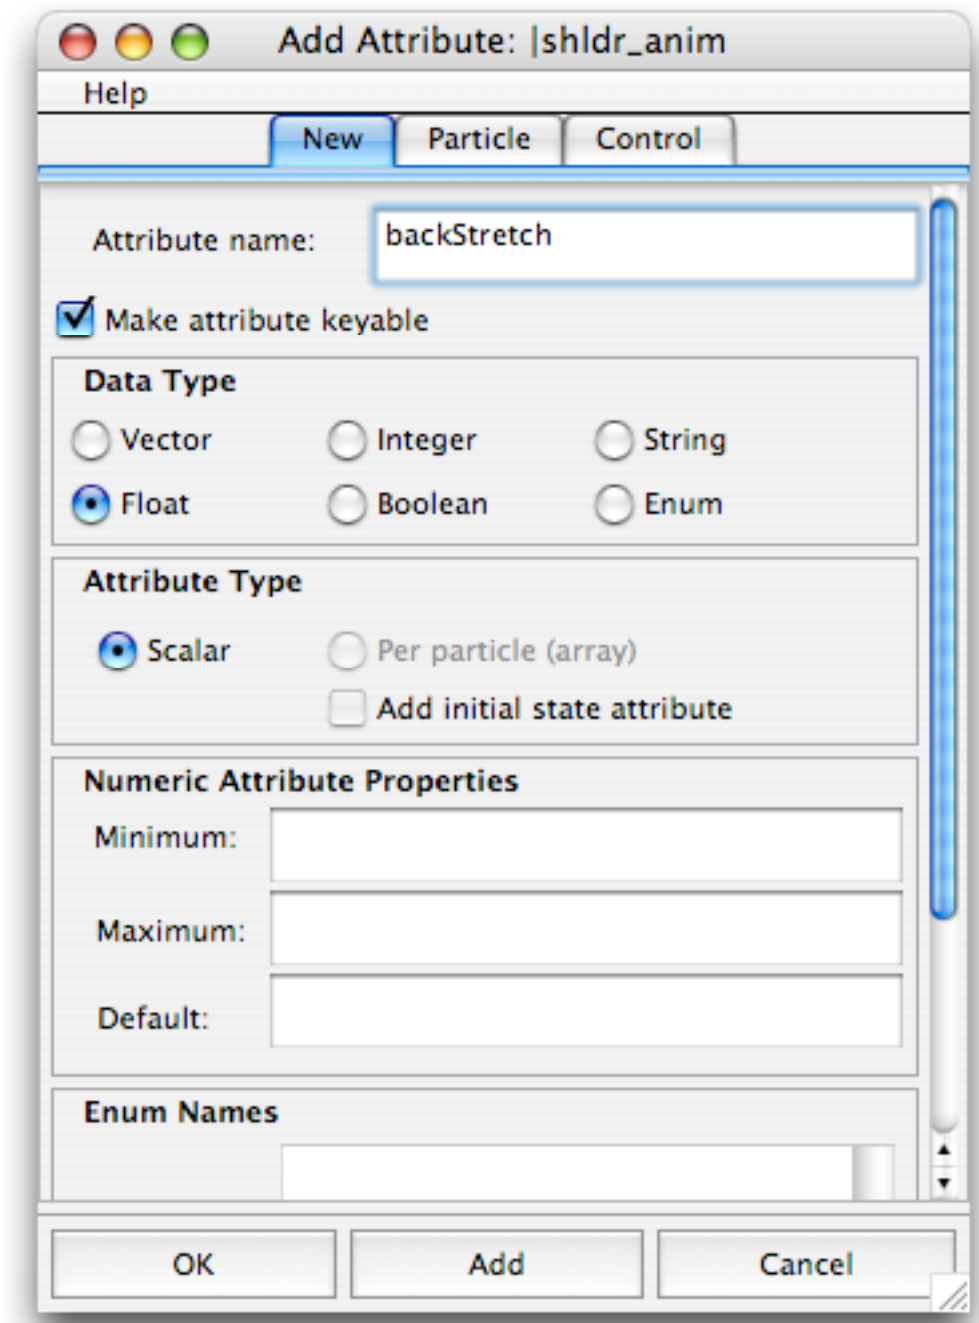 Add Attribute: |shldr_anim
Help
New Particle Control
Attribute name: backStretch
Make attribute keyable
Data Type
Vector Integer String
Float Boolean Enum
Attribute Type
Scalar Per particle (array)
Add initial state attribute
Numeric Attribute Properties
Minimum:
Maximum:
Default:
Enum Names
OK Add Cancel